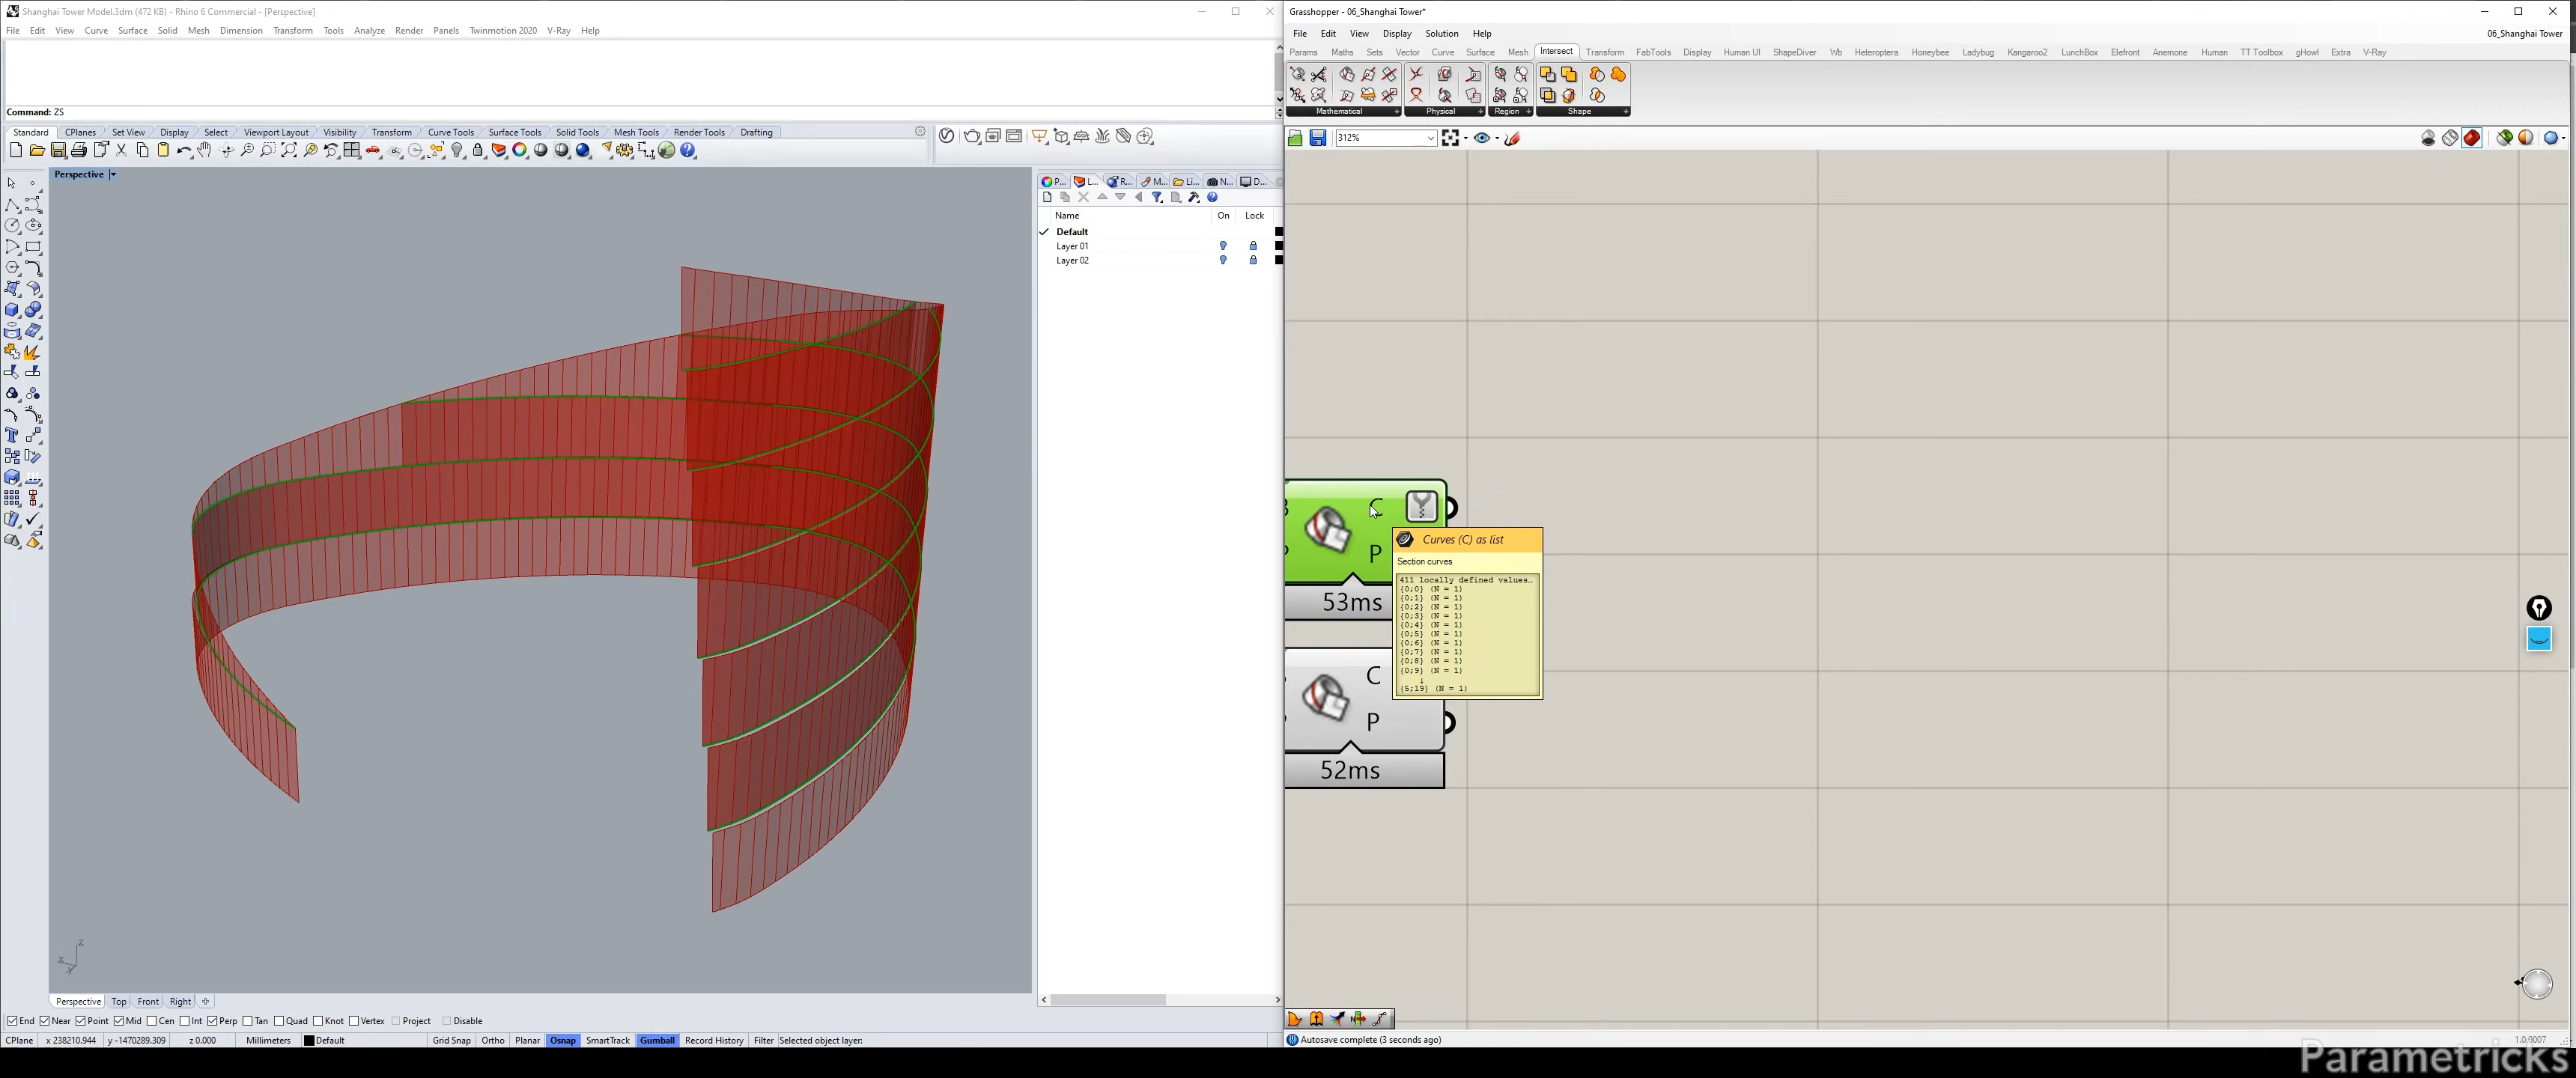 Shanghai Tower Model.3dm (472 KB) - Rhino 6 Commercial - [Perspective]
File Edit View Curve Surface Solid Mesh Dimension Transform Tools Analyze Render Panels Twinmotion 2020 V-Ray Help
Command: ZS
Standard CPlanes Set View Display Select Viewport Layout Visibility Transform Curve Tools Surface Tools Solid Tools Mesh Tools Render Tools Drafting
Perspective
P... L... R... M... Li... N... D...
Name On Lock
Default
Layer 01
Layer 02
z
x
y
Perspective Top Front Right
End Near Point Mid Cen Int Perp Tan Quad Knot Vertex Project Disable
CPlane x 238210.944 y -1470289.309 z 0.000 Millimeters Default Grid Snap Ortho Planar Osnap SmartTrack Gumball Record History Filter Selected object layer:
Grasshopper - 06_Shanghai Tower*
File Edit View Display Solution Help
06_Shanghai Tower
Params Maths Sets Vector Curve Surface Mesh Intersect Transform FabTools Display Human UI ShapeDiver Wb Heteroptera Honeybee Ladybug Kangaroo2 LunchBox Elefront Anemone Human TT Toolbox gHowl Extra V-Ray
Mathematical Physical Region Shape
312%
C
P
53ms
Curves (C) as list
Section curves
411 locally defined values...
{0;0} (N = 1)
{0;1} (N = 1)
{0;2} (N = 1)
{0;3} (N = 1)
{0;4} (N = 1)
{0;5} (N = 1)
{0;6} (N = 1)
{0;7} (N = 1)
{0;8} (N = 1)
{0;9} (N = 1)
{5;19} (N = 1)
C
P
52ms
Autosave complete (3 seconds ago)
1.0.0007
Parametricks